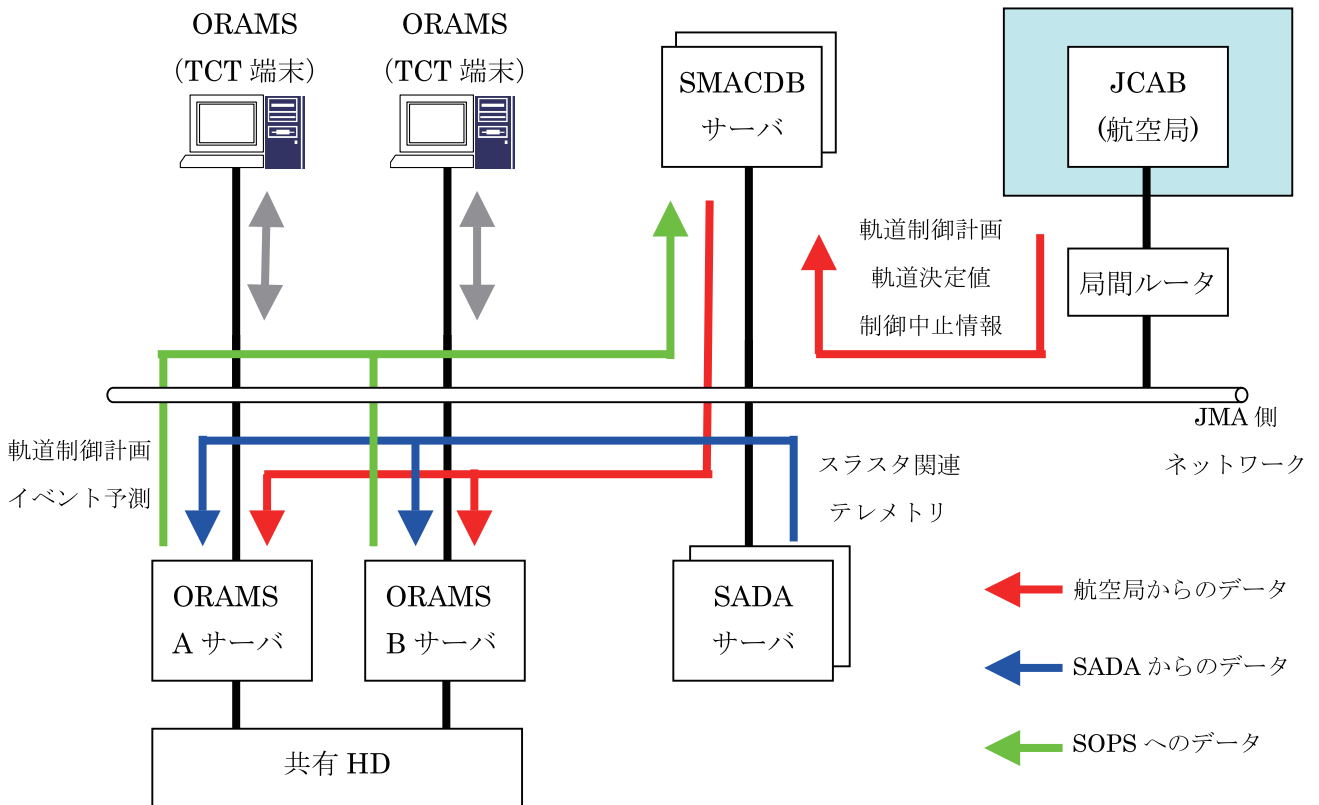 ORAMS
(TCT 端末)
ORAMS
(TCT 端末)
SMACDB
サーバ
JCAB
(航空局)
軌道制御計画
軌道決定値
制御中止情報
局間ルータ
JMA 側
ネットワーク
軌道制御計画
イベント予測
スラスタ関連
テレメトリ
ORAMS
A サーバ
ORAMS
B サーバ
SADA
サーバ
共有 HD
航空局からのデータ
SADA からのデータ
SOPS へのデータ